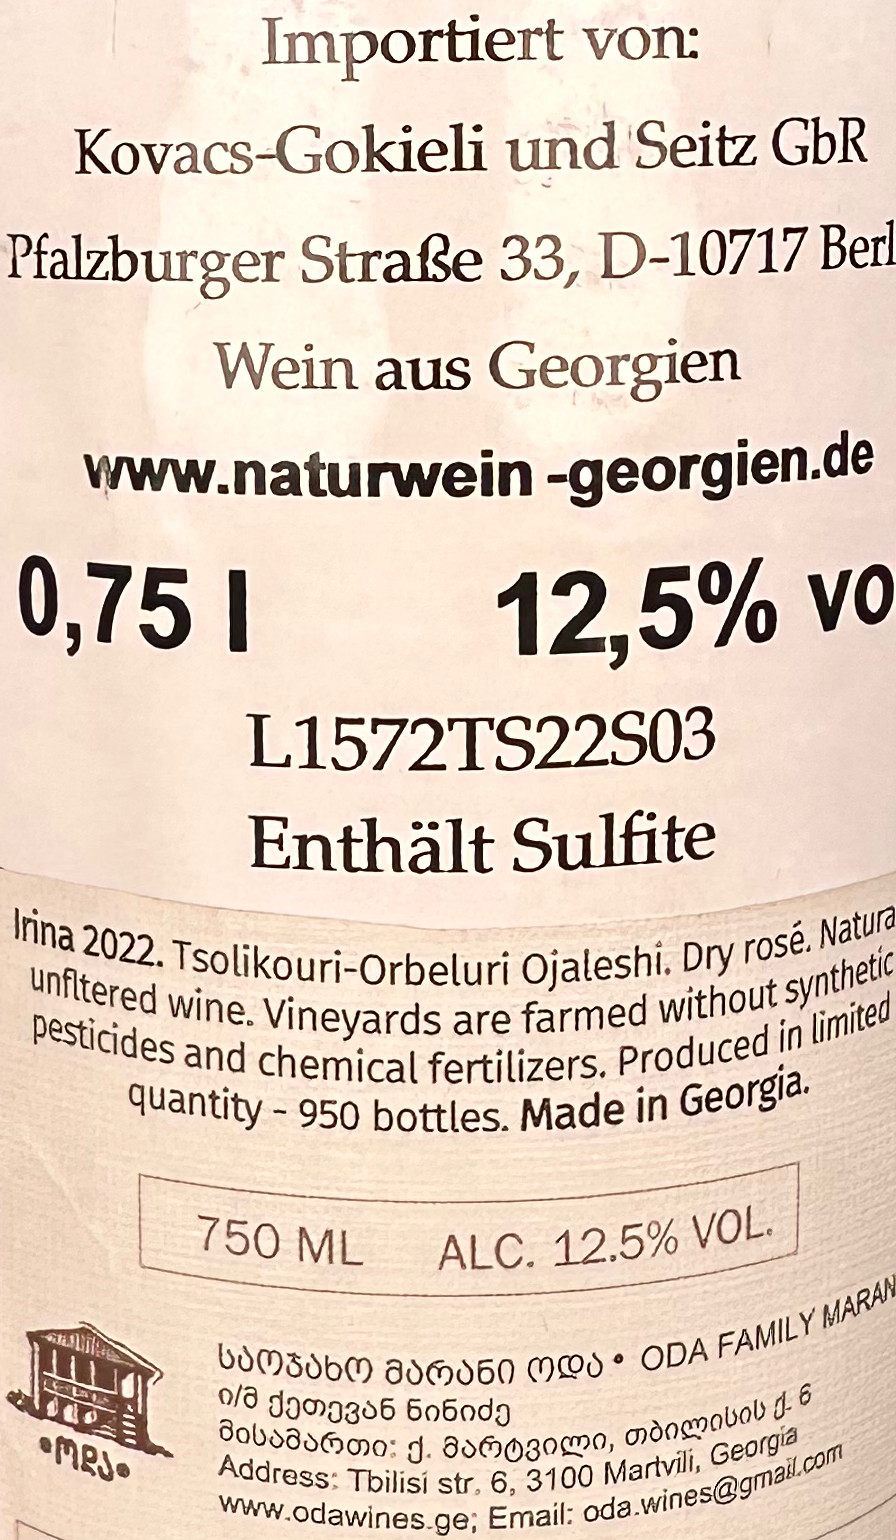 Importiert von:
Kovacs-Gokieli und Seitz GbR
Pfalzburger Straße 33, D-10717 Berl
Wein aus Georgien
www.naturwein-georgien.de
0,75 l 12,5% vo
L1572TS22S03
Enthält Sulfite
Irina 2022. Tsolikouri-Orbeluri Ojaleshi. Dry rosé. Natura
unfltered wine. Vineyards are farmed without synthetic
pesticides and chemical fertilizers. Produced in limited
quantity - 950 bottles. Made in Georgia.
750 ML ALC. 12.5% VOL.
საოჯახო მარანი ოდა • ODA FAMILY MARAN
ი/მ ქეთევან ნინიძე
მისამართი: ქ. მარტვილი, თბილისის ქ. 6
Address: Tbilisi str. 6, 3100 Martvili, Georgia
www.odawines.ge; Email: oda.wines@gmail.com
•ოდა•